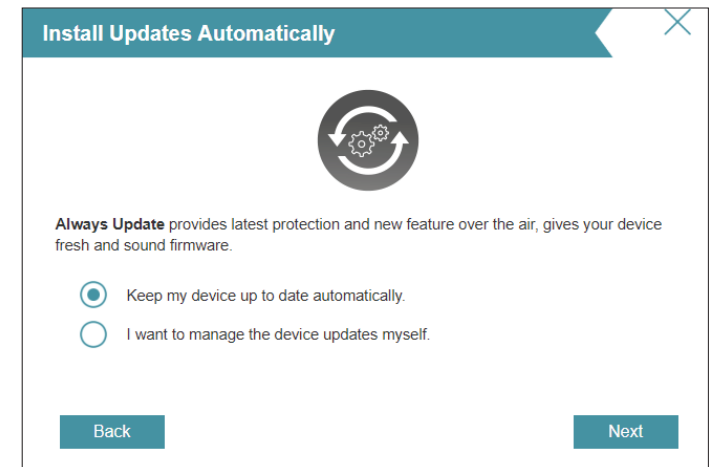 Install Updates Automatically
Always Update provides latest protection and new feature over the air, gives your device
fresh and sound firmware.
Keep my device up to date automatically.
I want to manage the device updates myself.
Back
Next